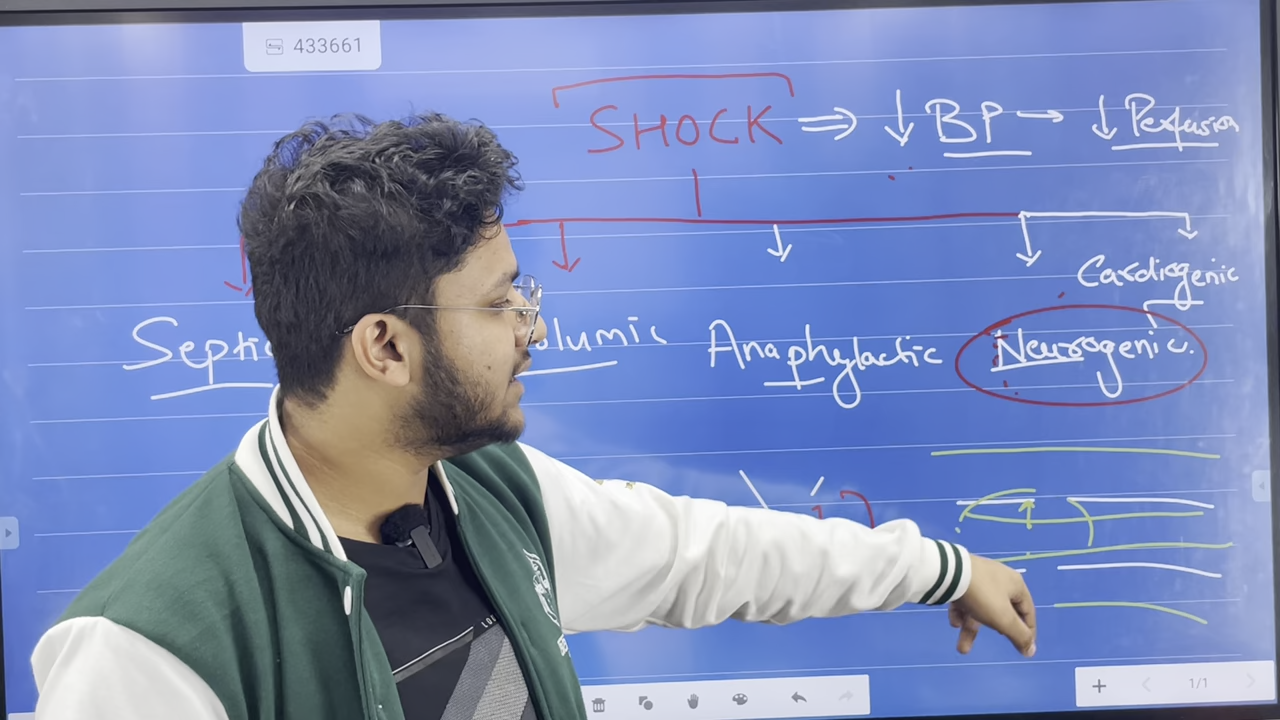 433661
SHOCK ⇒ ↓ BP → ↓ Perfusion
Cardiogenic
Anaphylactic Neurogenic.
1/1